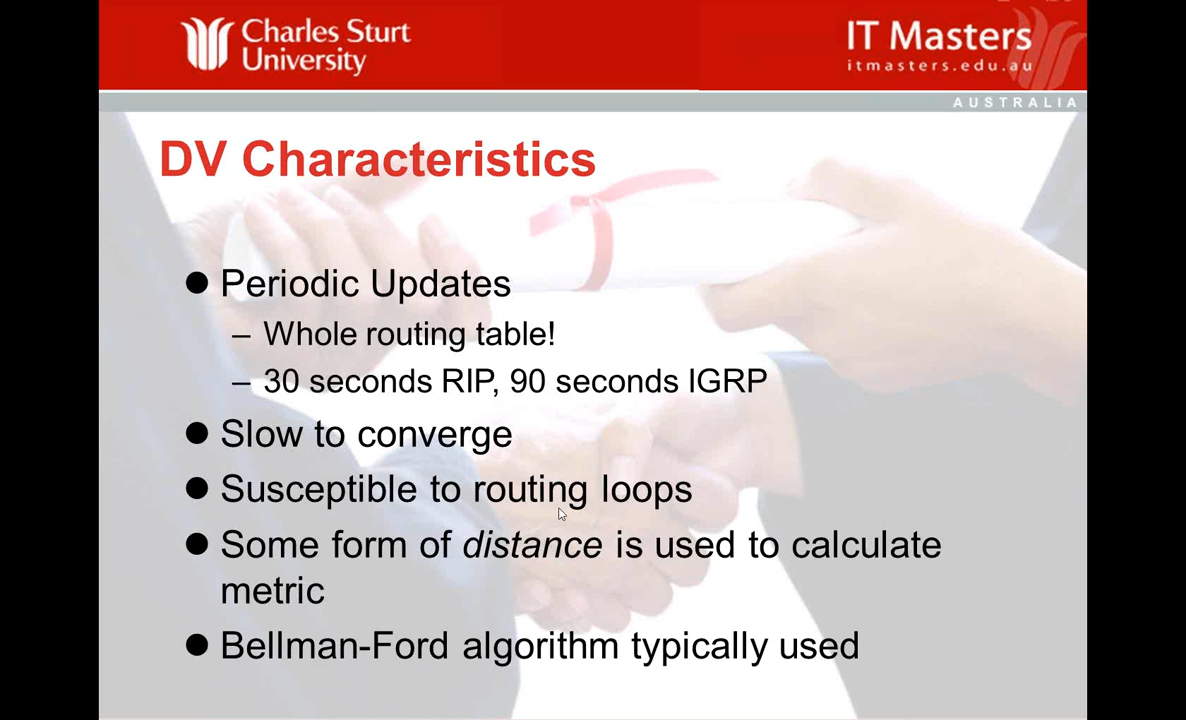 Charles Sturt
University
IT Masters
itmasters.edu.au
AUSTRALIA
DV Characteristics
● Periodic Updates
– Whole routing table!
– 30 seconds RIP, 90 seconds IGRP
● Slow to converge
● Susceptible to routing loops
● Some form of distance is used to calculate
metric
● Bellman-Ford algorithm typically used